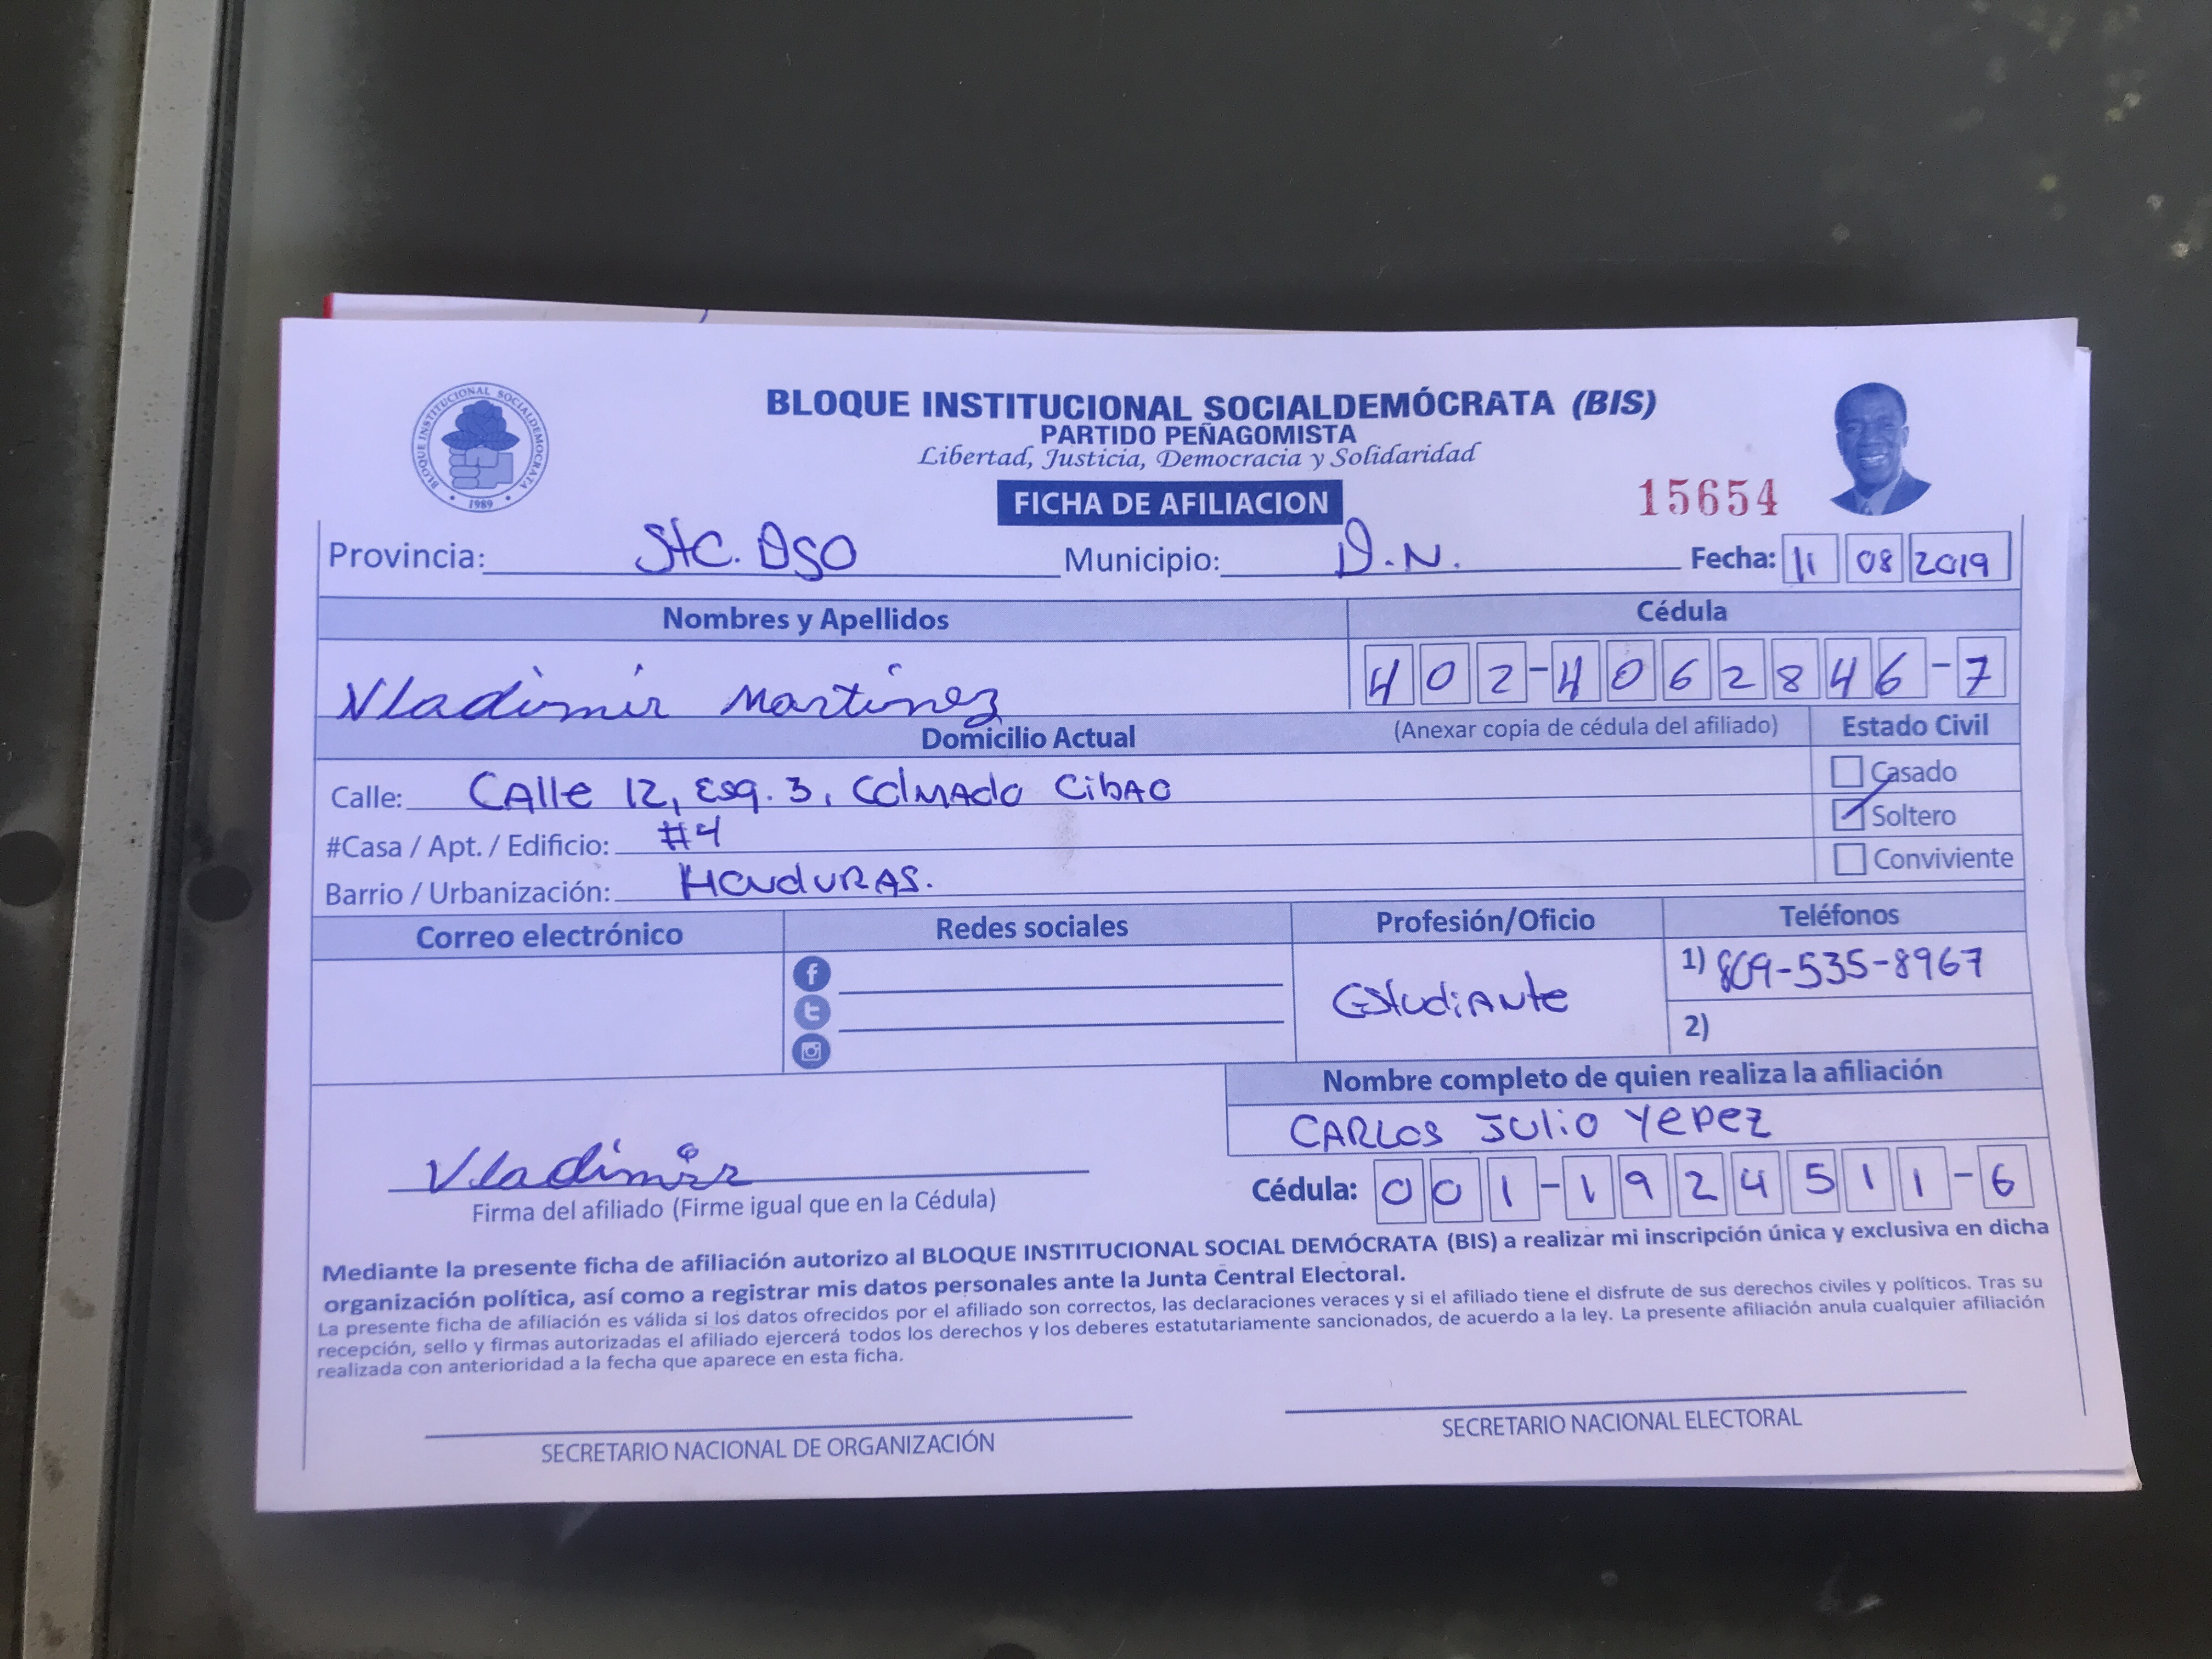 BLOQUE INSTITUCIONAL SOCIALDEMOCRATA
1989
BLOQUE INSTITUCIONAL SOCIALDEMÓCRATA (BIS)
PARTIDO PEÑAGOMISTA
Libertad, Justicia, Democracia y Solidaridad
FICHA DE AFILIACION
15654
Provincia: Sto. Dgo Municipio: D.N. Fecha: 11 08 2019
Nombres y Apellidos Cédula
Vladimir Martinez 402-4062846-7
Domicilio Actual (Anexar copia de cédula del afiliado) Estado Civil
Calle: CAlle 12, Esq. 3, ColMAdo CibAO Casado
#Casa / Apt. / Edificio: #4 Soltero
Barrio / Urbanización: HONduRAS. Conviviente
Correo electrónico Redes sociales Profesión/Oficio Teléfonos
EStudiANte 1) 809-535-8967
2)
Nombre completo de quien realiza la afiliación
CARLOS JULIO YEPEZ
Vladimir
Firma del afiliado (Firme igual que en la Cédula) Cédula: 001-1924511-6
Mediante la presente ficha de afiliación autorizo al BLOQUE INSTITUCIONAL SOCIAL DEMÓCRATA (BIS) a realizar mi inscripción única y exclusiva en dicha
organización política, así como a registrar mis datos personales ante la Junta Central Electoral.
La presente ficha de afiliación es válida si los datos ofrecidos por el afiliado son correctos, las declaraciones veraces y si el afiliado tiene el disfrute de sus derechos civiles y políticos. Tras su
recepción, sello y firmas autorizadas el afiliado ejercerá todos los derechos y los deberes estatutariamente sancionados, de acuerdo a la ley. La presente afiliación anula cualquier afiliación
realizada con anterioridad a la fecha que aparece en esta ficha.
SECRETARIO NACIONAL DE ORGANIZACIÓN SECRETARIO NACIONAL ELECTORAL